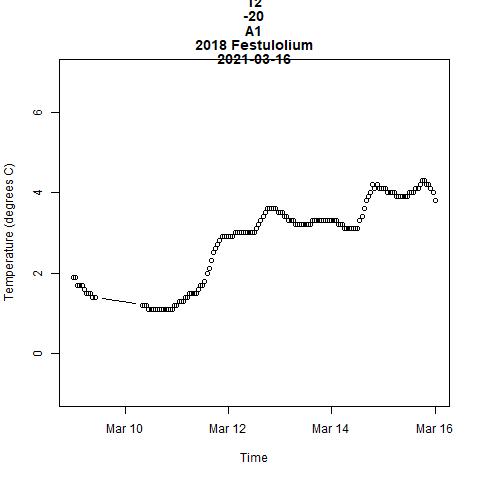 T2
-20
A1
2018 Festulolium
2021-03-16
Temperature (degrees C)
6
4
2
0
Mar 10 Mar 12 Mar 14 Mar 16
Time